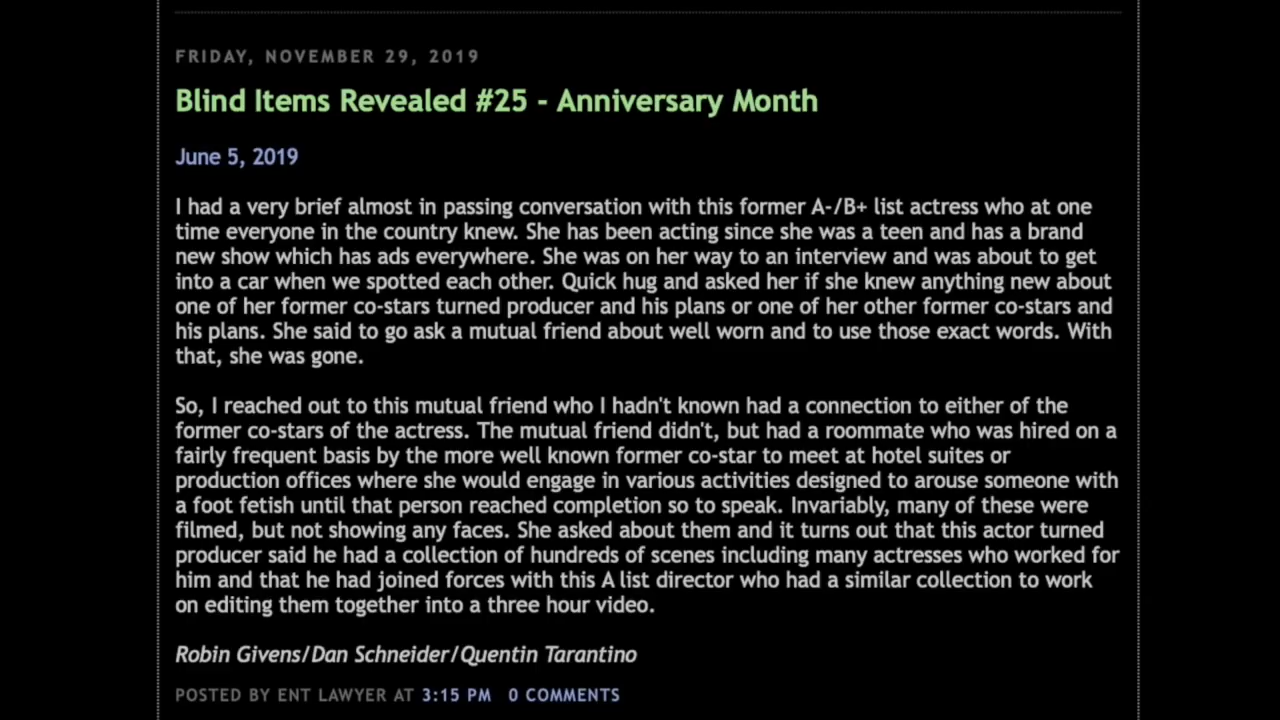 FRIDAY, NOVEMBER 29, 2019
Blind Items Revealed #25 - Anniversary Month
June 5, 2019
I had a very brief almost in passing conversation with this former A-/B+ list actress who at one
time everyone in the country knew. She has been acting since she was a teen and has a brand
new show which has ads everywhere. She was on her way to an interview and was about to get
into a car when we spotted each other. Quick hug and asked her if she knew anything new about
one of her former co-stars turned producer and his plans or one of her other former co-stars and
his plans. She said to go ask a mutual friend about well worn and to use those exact words. With
that, she was gone.
So, I reached out to this mutual friend who I hadn't known had a connection to either of the
former co-stars of the actress. The mutual friend didn't, but had a roommate who was hired on a
fairly frequent basis by the more well known former co-star to meet at hotel suites or
production offices where she would engage in various activities designed to arouse someone with
a foot fetish until that person reached completion so to speak. Invariably, many of these were
filmed, but not showing any faces. She asked about them and it turns out that this actor turned
producer said he had a collection of hundreds of scenes including many actresses who worked for
him and that he had joined forces with this A list director who had a similar collection to work
on editing them together into a three hour video.
Robin Givens/Dan Schneider/Quentin Tarantino
POSTED BY ENT LAWYER AT 3:15 PM 0 COMMENTS